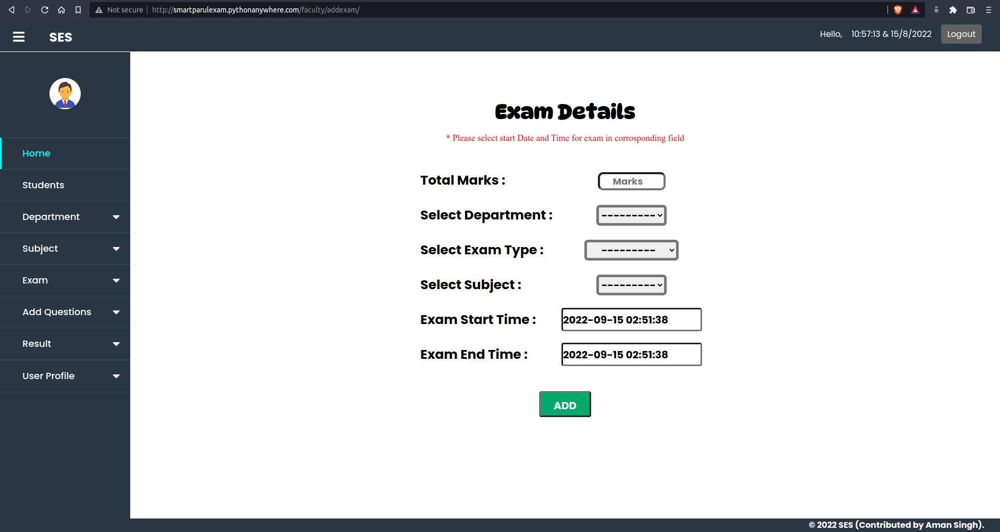 Not secure | http://smartparulexam.pythonanywhere.com/Faculty/addexam/
SES
Hello, 10:57:13 & 15/8/2022 Logout
Home
Students
Department
Subject
Exam
Add Questions
Result
User Profile
Exam Details
* Please select start Date and Time for exam in corrosponding field
Total Marks : Marks
Select Department : ---------
Select Exam Type : ---------
Select Subject : ---------
Exam Start Time : 2022-09-15 02:51:38
Exam End Time : 2022-09-15 02:51:38
ADD
© 2022 SES (Contributed by Aman Singh).